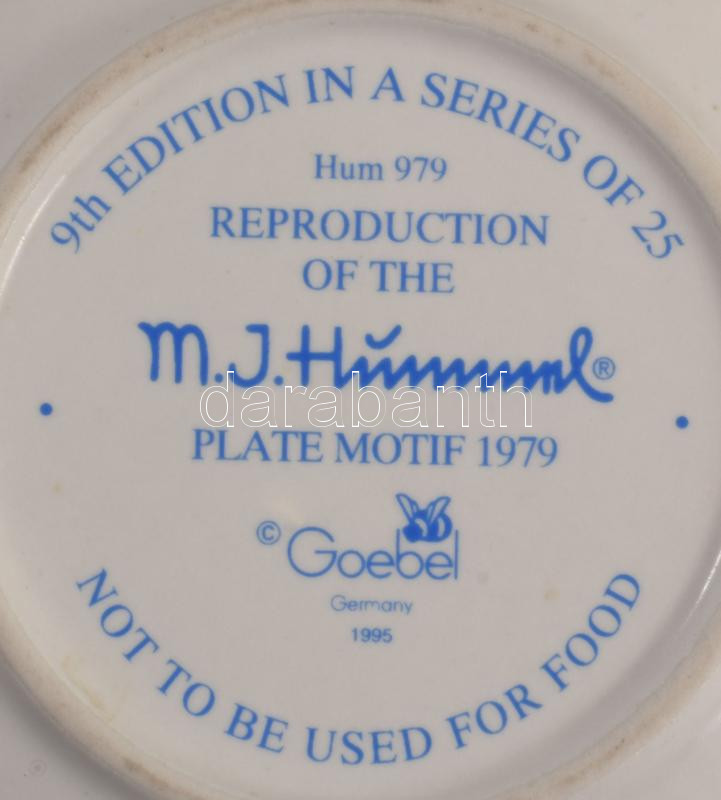 9th EDITION IN A SERIES OF 25
Hum 979
REPRODUCTION
OF THE
M.J.Hummel®
darabanth
PLATE MOTIF 1979
© Goebel
Germany
1995
NOT TO BE USED FOR FOOD